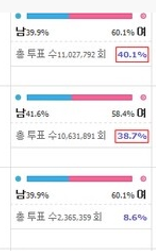 남39.9% 60.1% 여
총 투표 수11,027,792 회 40.1%
남41.6% 58.4% 여
총 투표 수10,631,891 회 38.7%
남39.9% 60.1% 여
총 투표 수2,365,359 회 8.6%